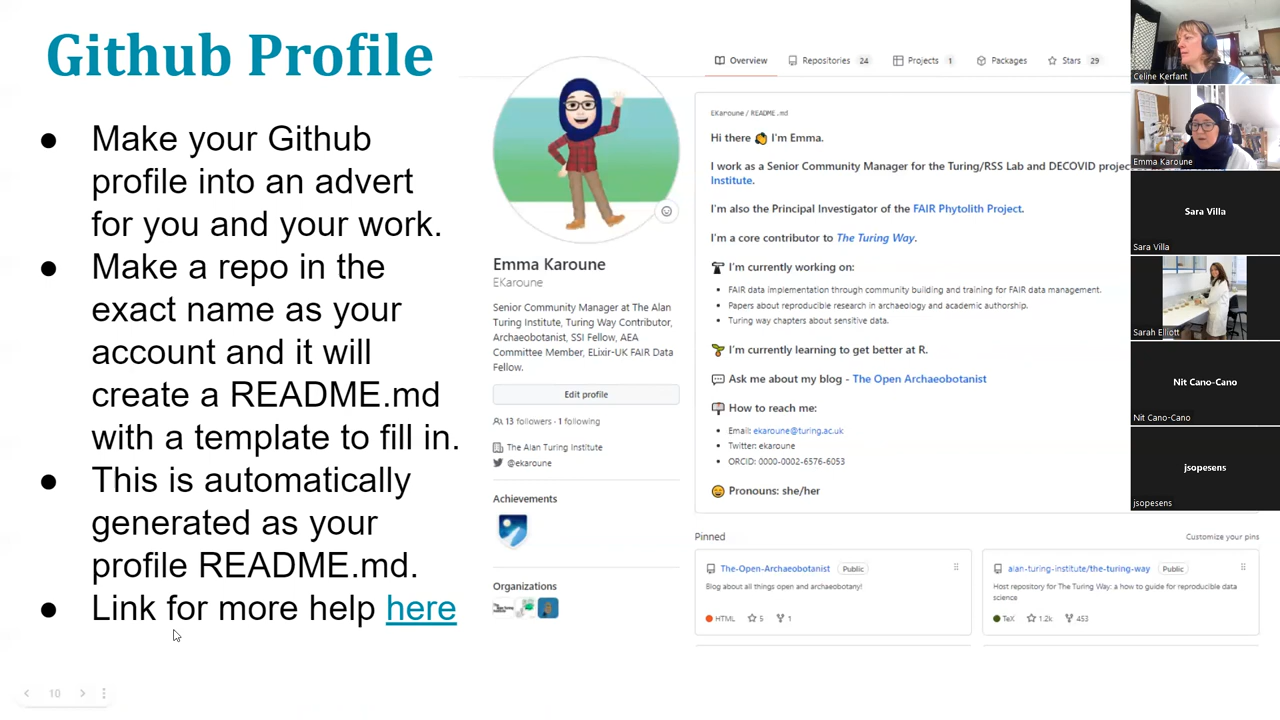 Github Profile
● Make your Github
profile into an advert
for you and your work.
● Make a repo in the
exact name as your
account and it will
create a README.md
with a template to fill in.
● This is automatically
generated as your
profile README.md.
● Link for more help here
10
Overview
Repositories 24
Projects 1
Packages
Stars 29
Emma Karoune
EKaroune
Senior Community Manager at The Alan
Turing Institute, Turing Way Contributor,
Archaeobotanist, SSI Fellow, AEA
Committee Member, ELixir-UK FAIR Data
Fellow.
Edit profile
13 followers · 1 following
The Alan Turing Institute
@ekaroune
Achievements
Organizations
EKaroune / README.md
Hi there 👋 I'm Emma.
I work as a Senior Community Manager for the Turing/RSS Lab and DECOVID projec
Institute.
I'm also the Principal Investigator of the FAIR Phytolith Project.
I'm a core contributor to The Turing Way.
I'm currently working on:
• FAIR data implementation through community building and training for FAIR data management.
• Papers about reproducible research in archaeology and academic authorship.
• Turing way chapters about sensitive data.
I'm currently learning to get better at R.
Ask me about my blog - The Open Archaeobotanist
How to reach me:
• Email: ekaroune@turing.ac.uk
• Twitter: ekaroune
• ORCID: 0000-0002-6576-6053
Pronouns: she/her
Pinned
Customize your pins
The-Open-Archaeobotanist Public
Blog about all things open and archaeobotany!
HTML 5 1
alan-turing-institute/the-turing-way Public
Host repository for The Turing Way: a how to guide for reproducible data
science
TeX 1.2k 453
Celine Kerfant
Emma Karoune
Sara Villa
Sara Villa
Sarah Elliott
Nit Cano-Cano
Nit Cano-Cano
jsopesens
jsopesens